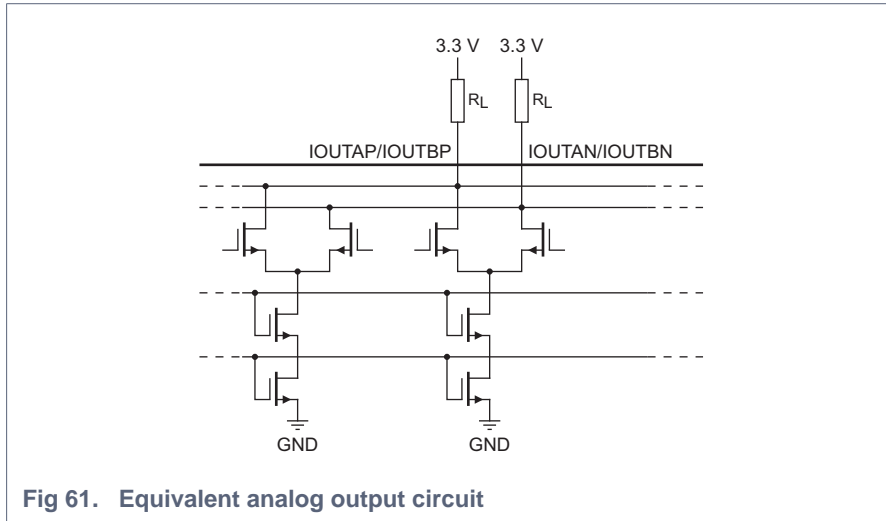 3.3 V 3.3 V
RL RL
IOUTAP/IOUTBP IOUTAN/IOUTBN
GND GND
Fig 61. Equivalent analog output circuit